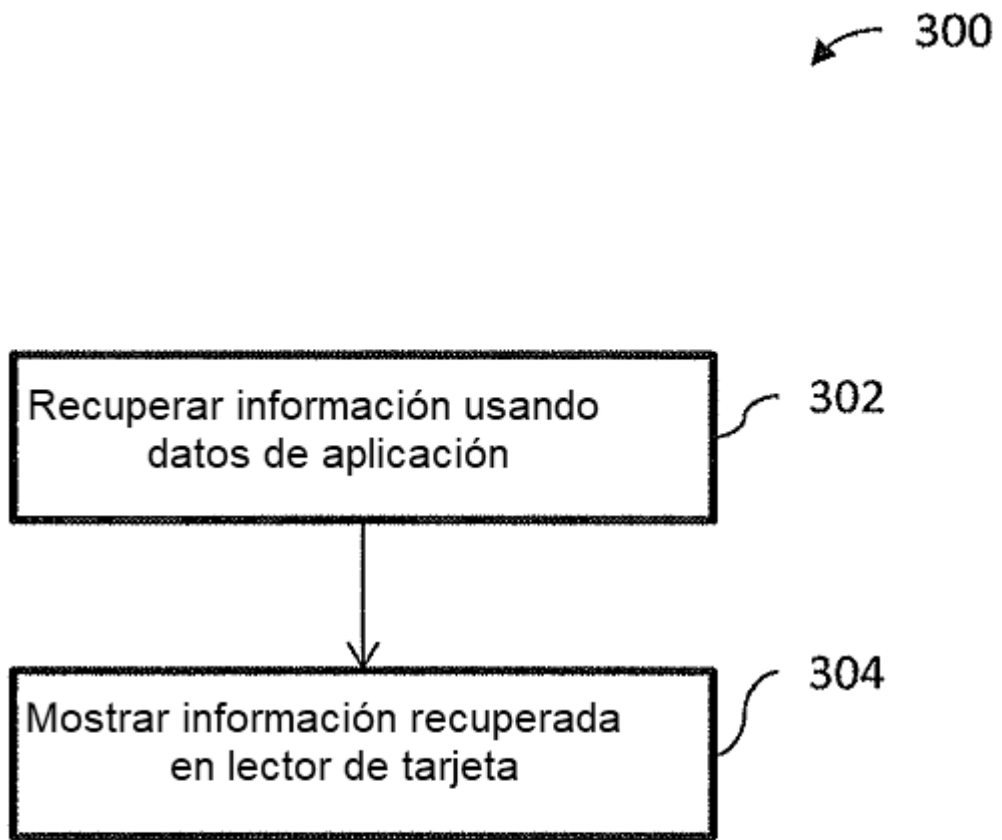 300
Recuperar información usando
datos de aplicación
302
Mostrar información recuperada
en lector de tarjeta
304